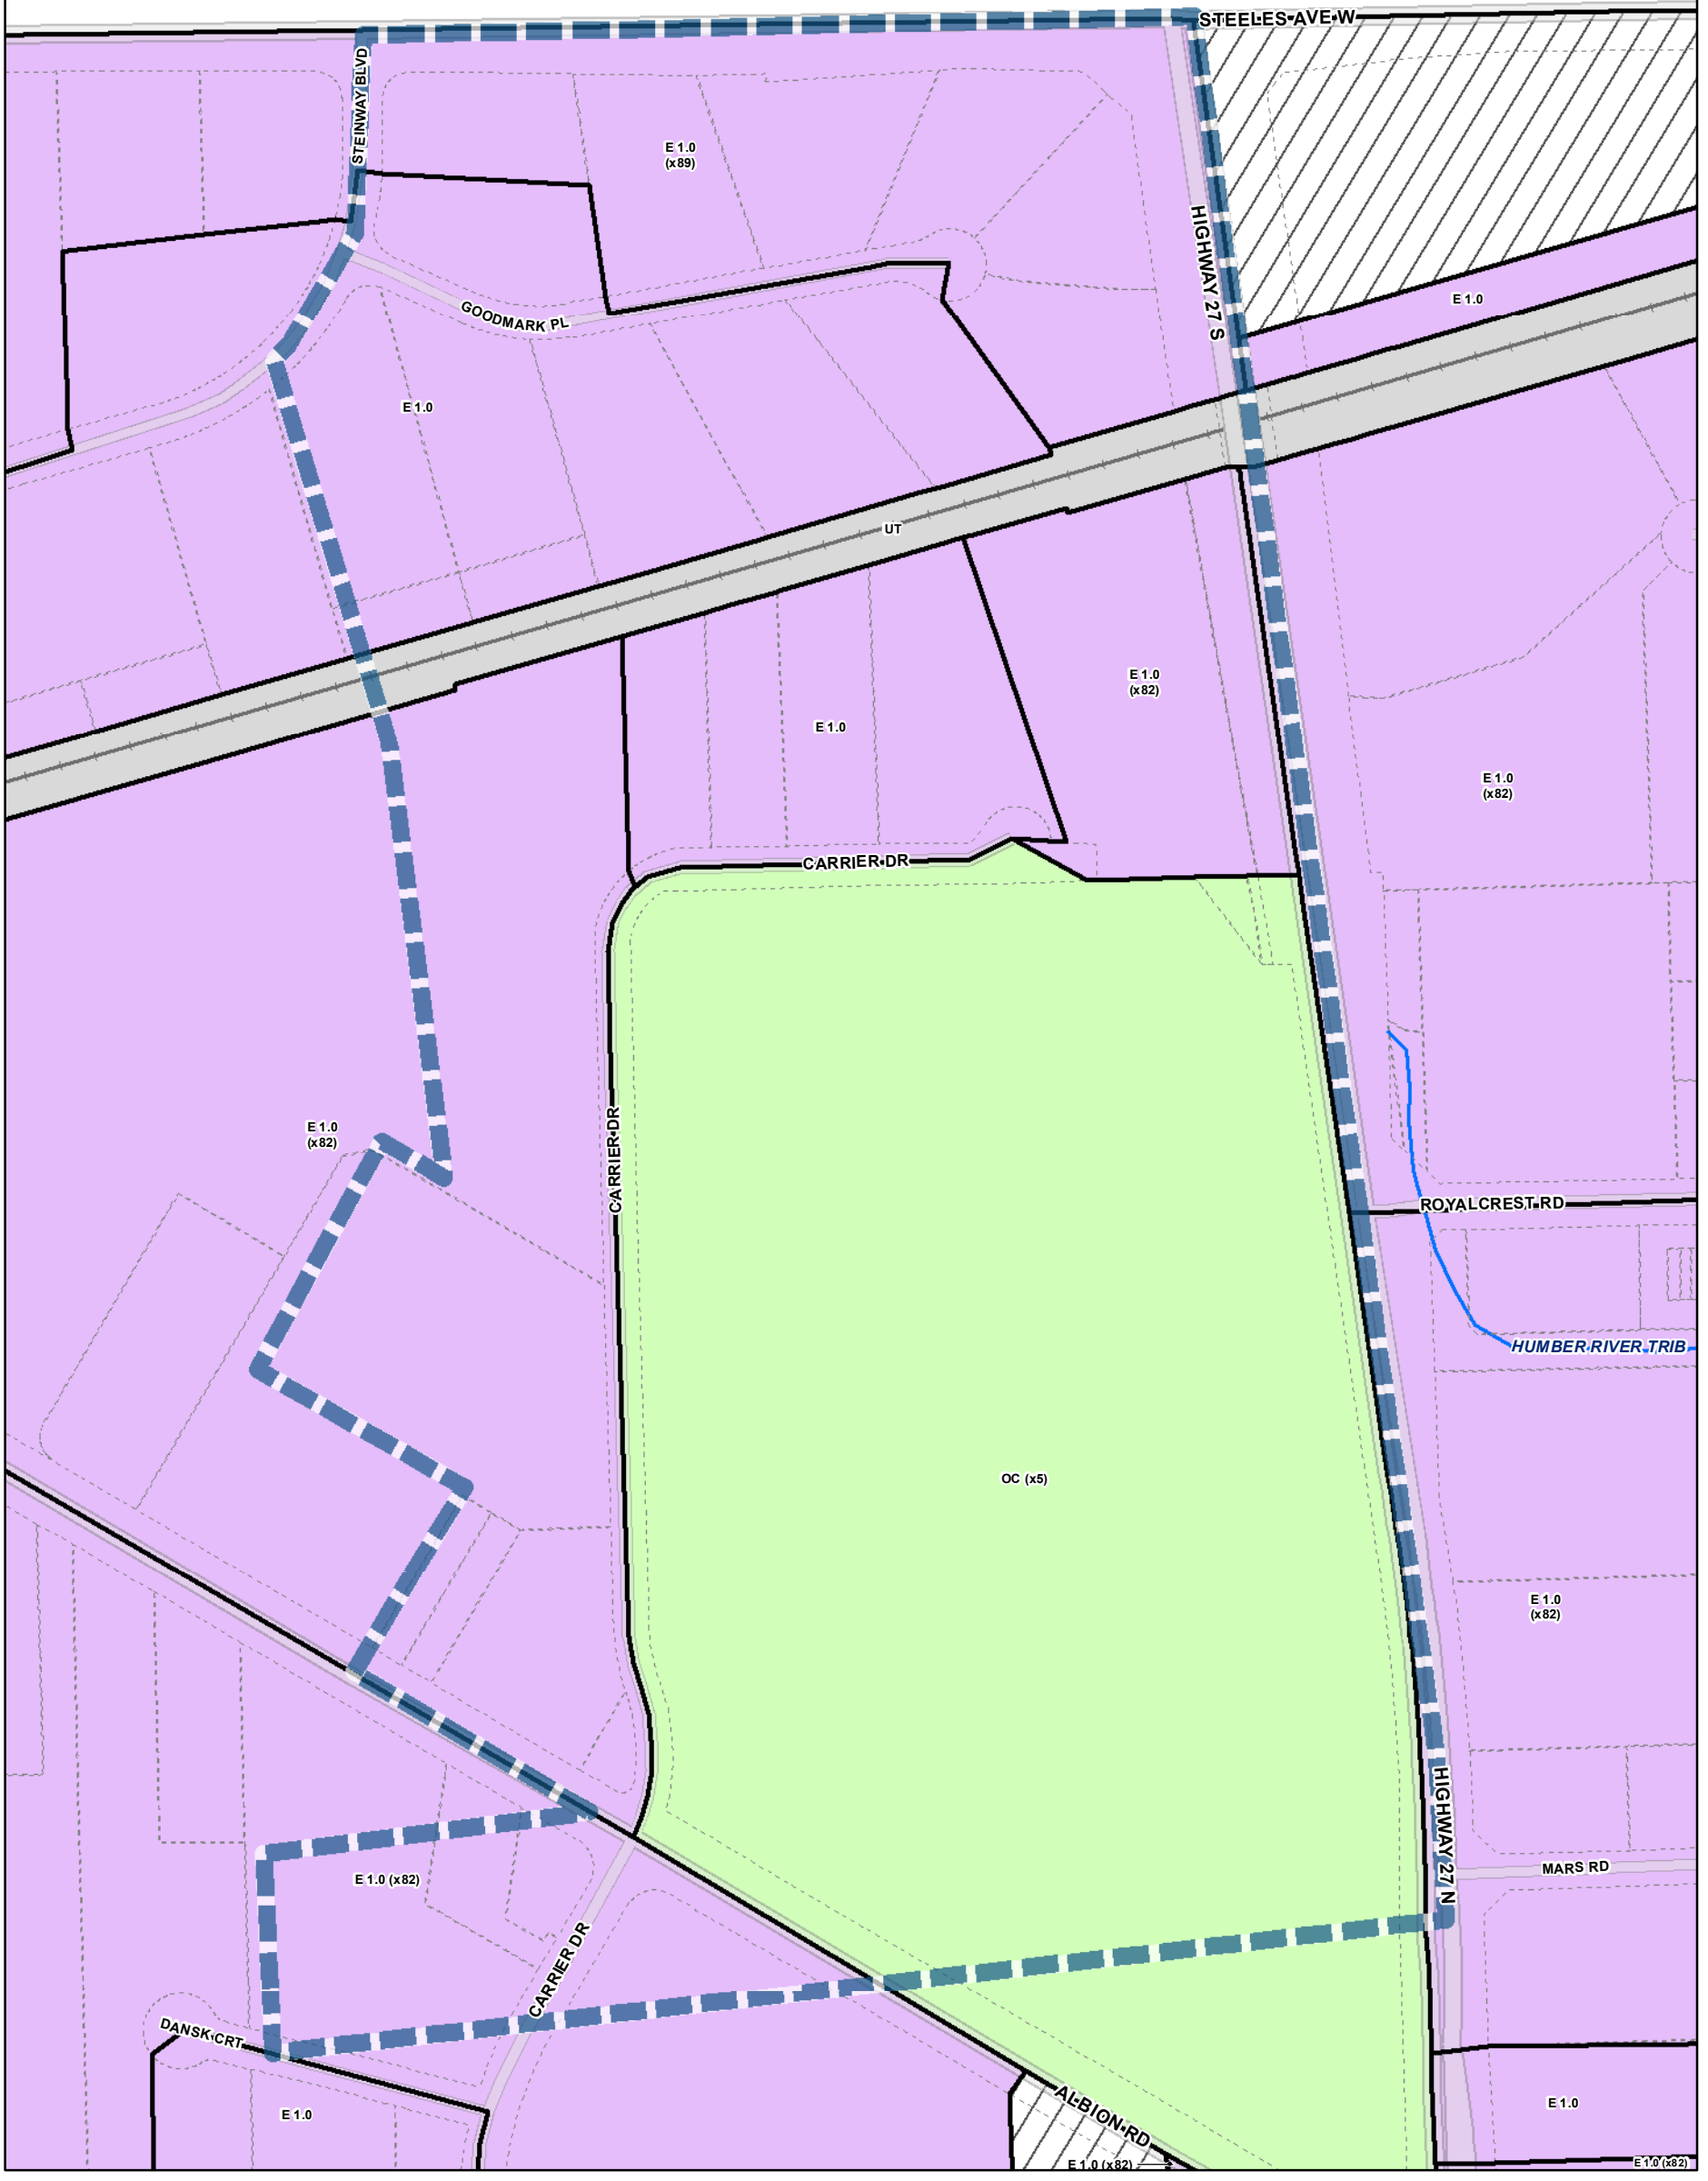 STEELES AVE W
STEINWAY BLVD
E 1.0
(x89)
HIGHWAY 27 S
E 1.0
GOODMARK PL
E 1.0
UT
E 1.0
(x82)
E 1.0
E 1.0
(x82)
CARRIER DR
E 1.0
(x82)
CARRIER DR
ROYALCREST RD
HUMBER RIVER TRIB
OC (x5)
E 1.0
(x82)
HIGHWAY 27 N
MARS RD
E 1.0 (x82)
CARRIER DR
DANSK CRT
E 1.0
ALBION RD
E 1.0
E 1.0 (x82)
E 1.0 (x82)